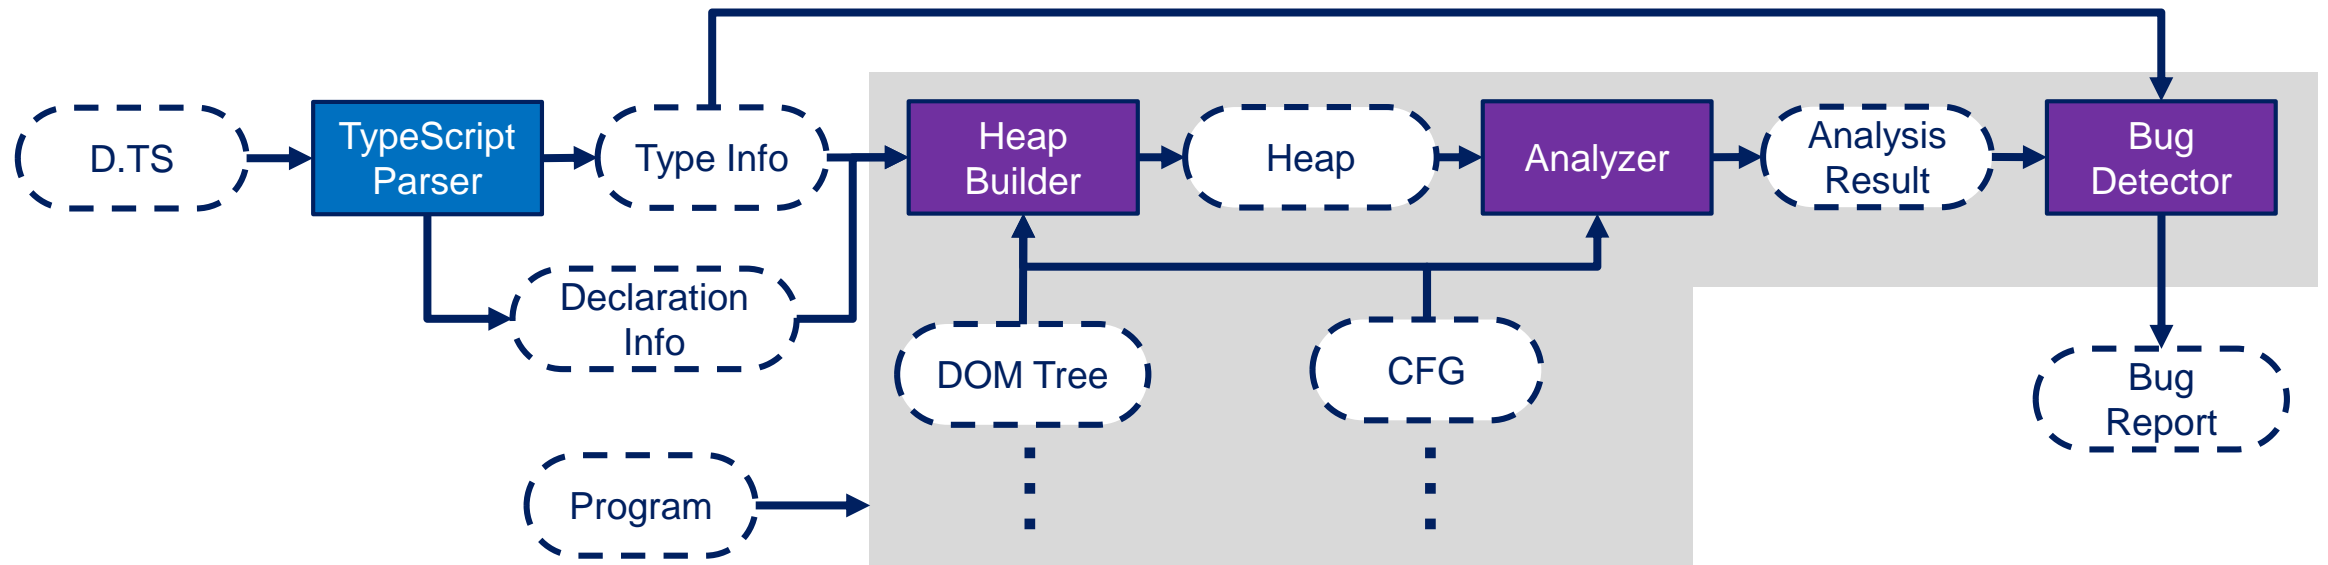 D.TS
TypeScript
Parser
Type Info
Declaration
Info
Program
Heap
Builder
Heap
Analyzer
Analysis
Result
Bug
Detector
DOM Tree
CFG
Bug
Report